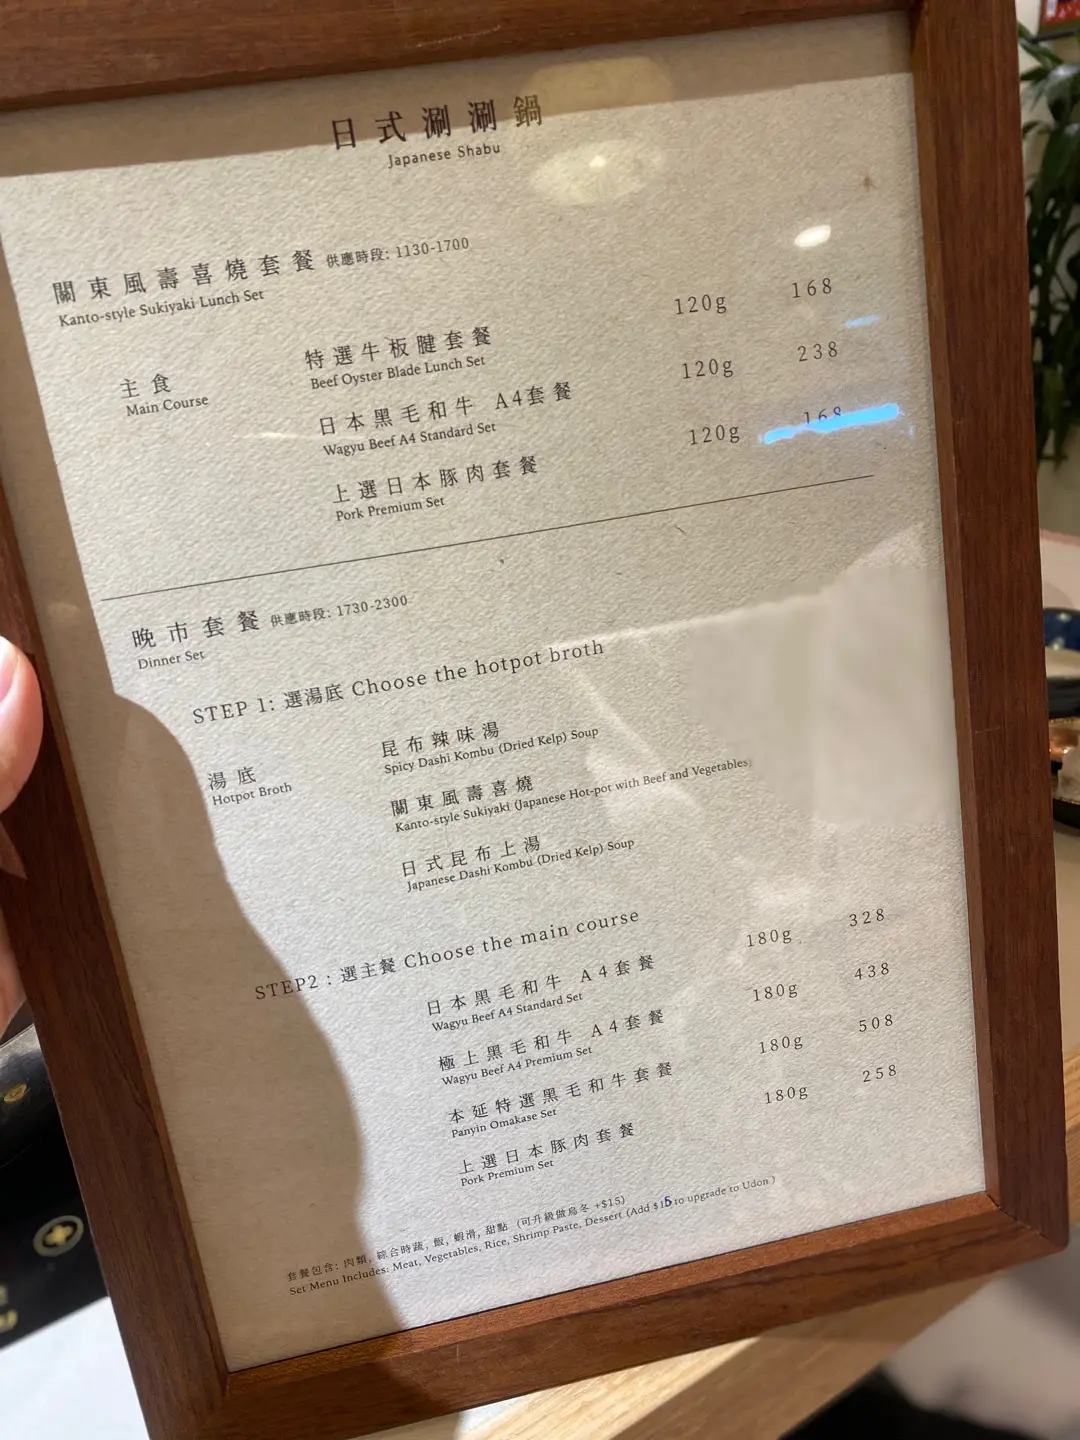 日式涮涮鍋
Japanese Shabu
關東風壽喜燒套餐 供應時段: 1130-1700
Kanto-style Sukiyaki Lunch Set
主食
Main Course
特選牛板腱套餐 120g 168
Beef Oyster Blade Lunch Set
日本黑毛和牛 A4套餐 120g 238
Wagyu Beef A4 Standard Set
上選日本豚肉套餐 120g 168
Pork Premium Set
晚市套餐 供應時段: 1730-2300
Dinner Set
STEP 1: 選湯底 Choose the hotpot broth
湯底
Hotpot Broth
昆布辣味湯
Spicy Dashi Kombu (Dried Kelp) Soup
關東風壽喜燒
Kanto-style Sukiyaki (Japanese Hot-pot with Beef and Vegetables)
日式昆布上湯
Japanese Dashi Kombu (Dried Kelp) Soup
STEP2 : 選主餐 Choose the main course
日本黑毛和牛 A4套餐 180g 328
Wagyu Beef A4 Standard Set
極上黑毛和牛 A4套餐 180g 438
Wagyu Beef A4 Premium Set
本延特選黑毛和牛套餐 180g 508
Panyin Omakase Set
上選日本豚肉套餐 180g 258
Pork Premium Set
套餐包含: 肉類, 綜合時蔬, 飯, 蝦滑, 甜點 (可升級做烏冬 +$15)
Set Menu Includes: Meat, Vegetables, Rice, Shrimp Paste, Dessert (Add $15 to upgrade to Udon )